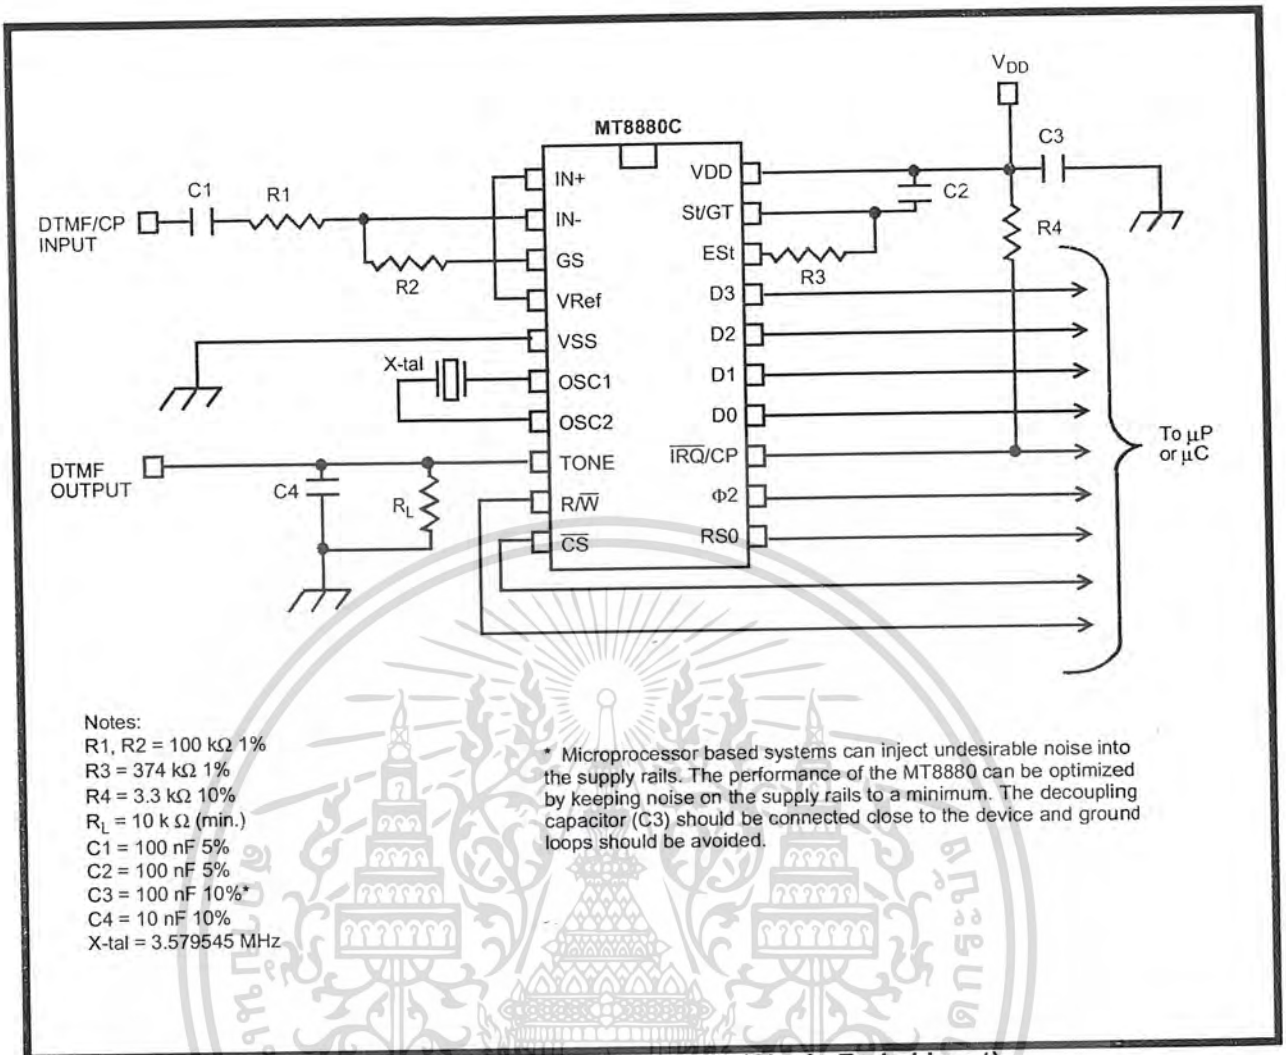 V_DD
MT8880C
C3
C1
R1
DTMF/CP
INPUT
R2
IN+
IN-
GS
VRef
VSS
OSC1
OSC2
TONE
R/W̅
C̅S̅
VDD
St/GT
ESt
D3
D2
D1
D0
I̅R̅Q̅/CP
Φ2
RS0
C2
R3
R4
X-tal
DTMF
OUTPUT
C4
R_L
To μP
or μC
Notes:
R1, R2 = 100 kΩ 1%
R3 = 374 kΩ 1%
R4 = 3.3 kΩ 10%
R_L = 10 k Ω (min.)
C1 = 100 nF 5%
C2 = 100 nF 5%
C3 = 100 nF 10%*
C4 = 10 nF 10%
X-tal = 3.579545 MHz
* Microprocessor based systems can inject undesirable noise into
the supply rails. The performance of the MT8880 can be optimized
by keeping noise on the supply rails to a minimum. The decoupling
capacitor (C3) should be connected close to the device and ground
loops should be avoided.